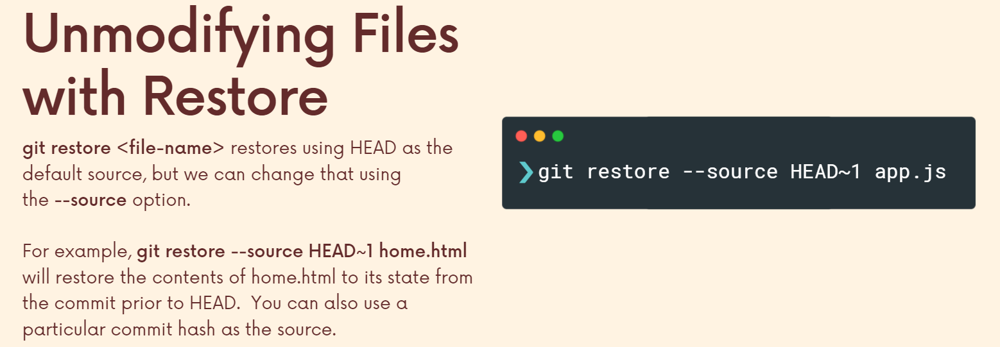 Unmodifying Files
with Restore
git restore <file-name> restores using HEAD as the
default source, but we can change that using
the --source option.
For example, git restore --source HEAD~1 home.html
will restore the contents of home.html to its state from
the commit prior to HEAD.  You can also use a
particular commit hash as the source.
❯git restore --source HEAD~1 app.js